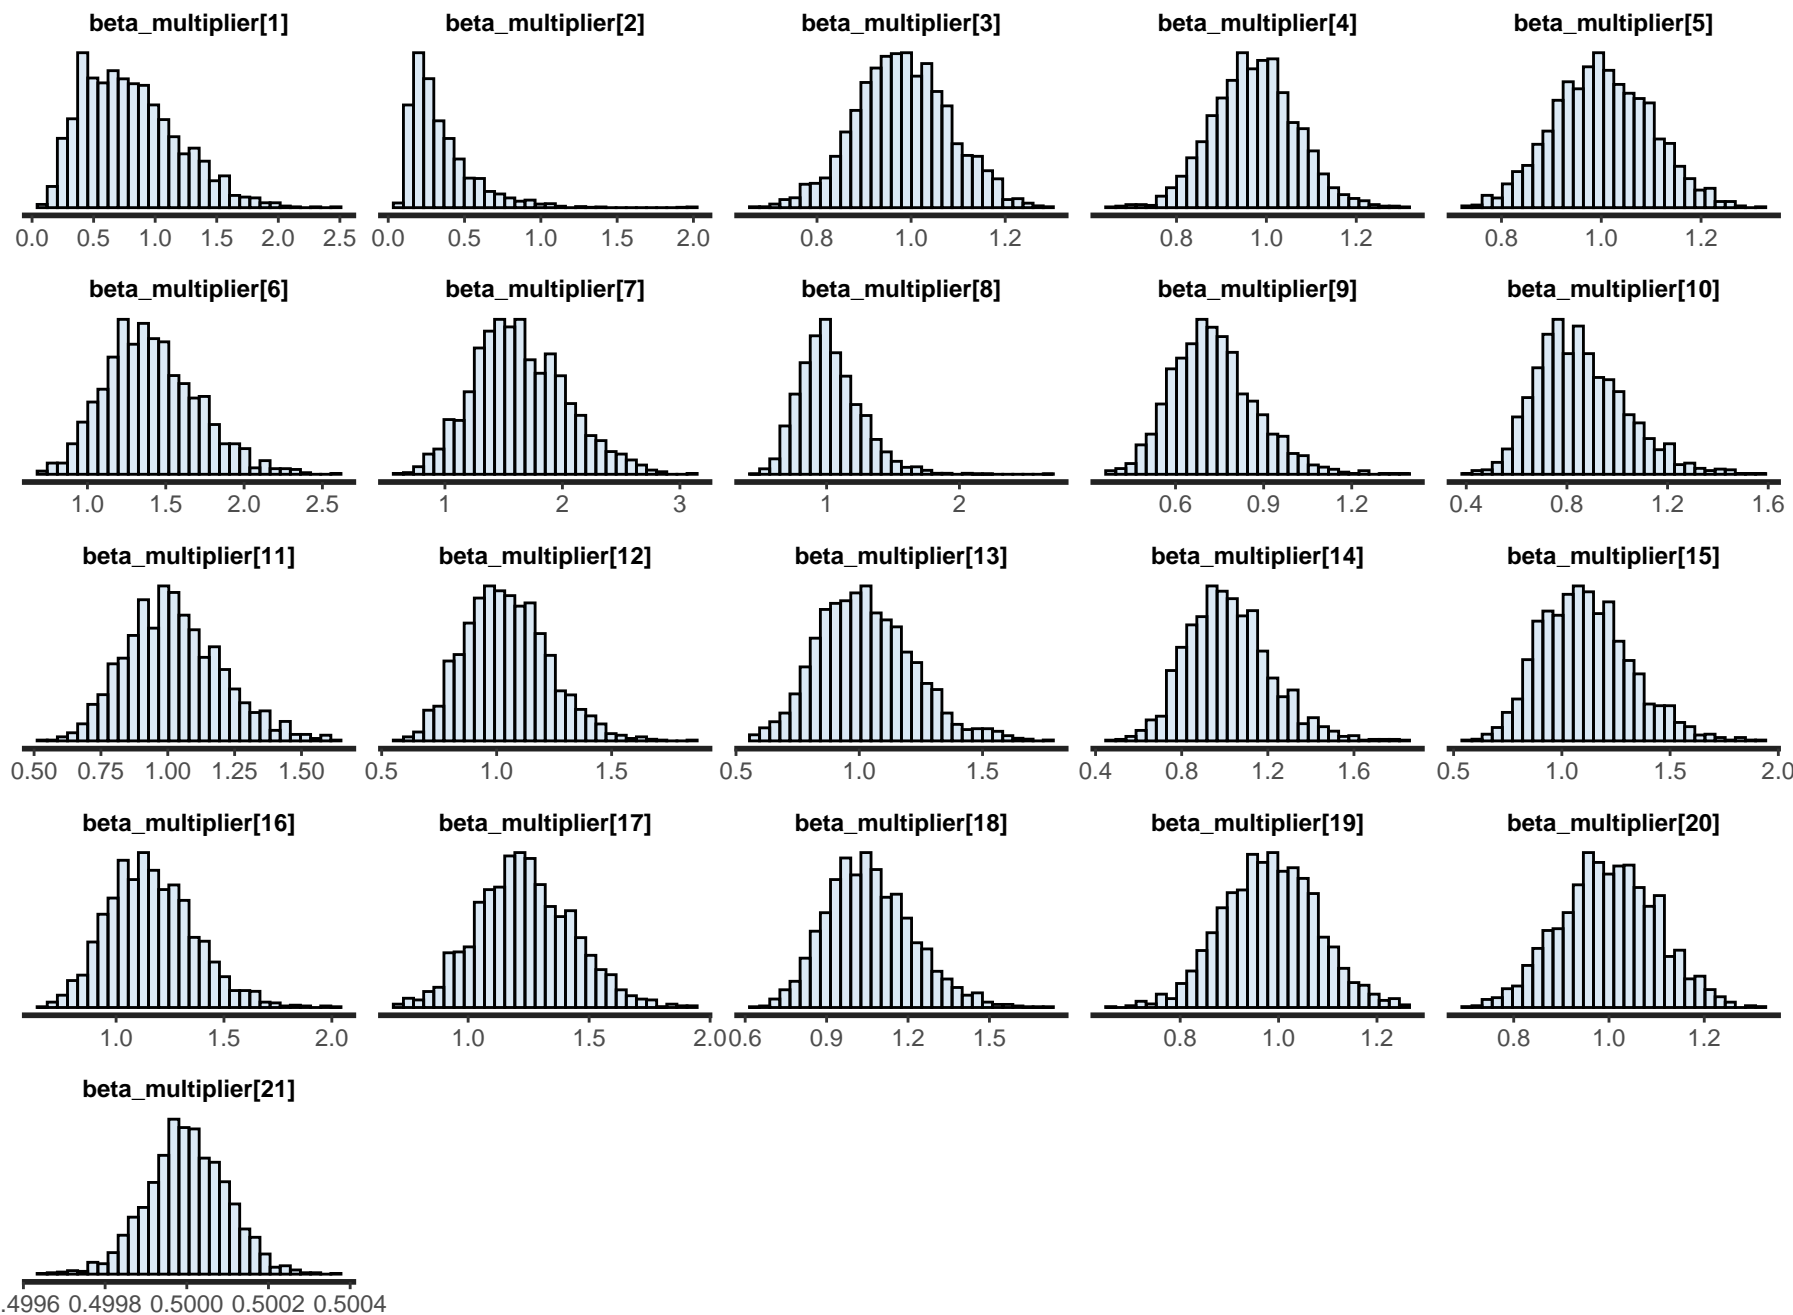 beta_multiplier[1] beta_multiplier[2] beta_multiplier[3] beta_multiplier[4] beta_multiplier[5]
0.0 0.5 1.0 1.5 2.0 2.5 0.0 0.5 1.0 1.5 2.0 0.8 1.0 1.2 0.8 1.0 1.2 0.8 1.0 1.2
beta_multiplier[6] beta_multiplier[7] beta_multiplier[8] beta_multiplier[9] beta_multiplier[10]
1.0 1.5 2.0 2.5 1 2 3 1 2 0.6 0.9 1.2 0.4 0.8 1.2 1.6
beta_multiplier[11] beta_multiplier[12] beta_multiplier[13] beta_multiplier[14] beta_multiplier[15]
0.50 0.75 1.00 1.25 1.50 0.5 1.0 1.5 0.5 1.0 1.5 0.4 0.8 1.2 1.6 0.5 1.0 1.5 2.0
beta_multiplier[16] beta_multiplier[17] beta_multiplier[18] beta_multiplier[19] beta_multiplier[20]
1.0 1.5 2.0 1.0 1.5 2.0 0.6 0.9 1.2 1.5 0.8 1.0 1.2 0.8 1.0 1.2
beta_multiplier[21]
.4996 0.4998 0.5000 0.5002 0.5004